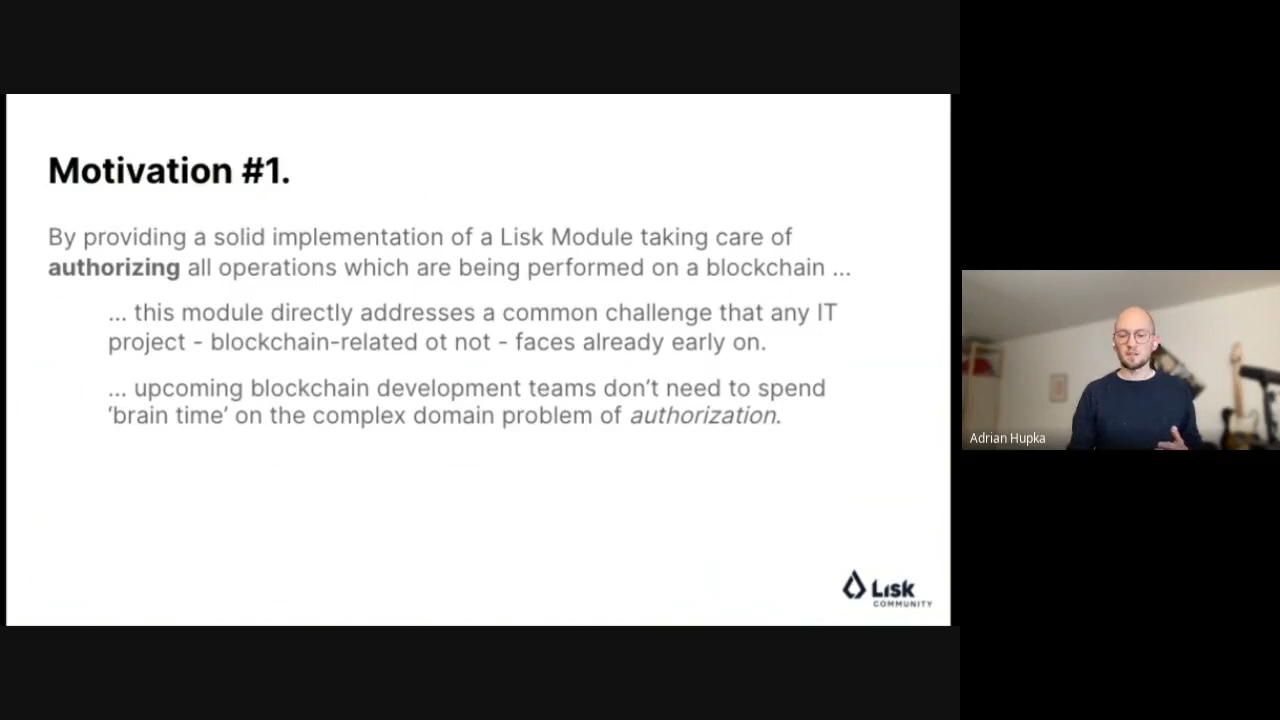 Motivation #1.
By providing a solid implementation of a Lisk Module taking care of
authorizing all operations which are being performed on a blockchain ...
... this module directly addresses a common challenge that any IT
project - blockchain-related ot not - faces already early on.
... upcoming blockchain development teams don’t need to spend
‘brain time’ on the complex domain problem of authorization.
Lisk
COMMUNITY
Adrian Hupka